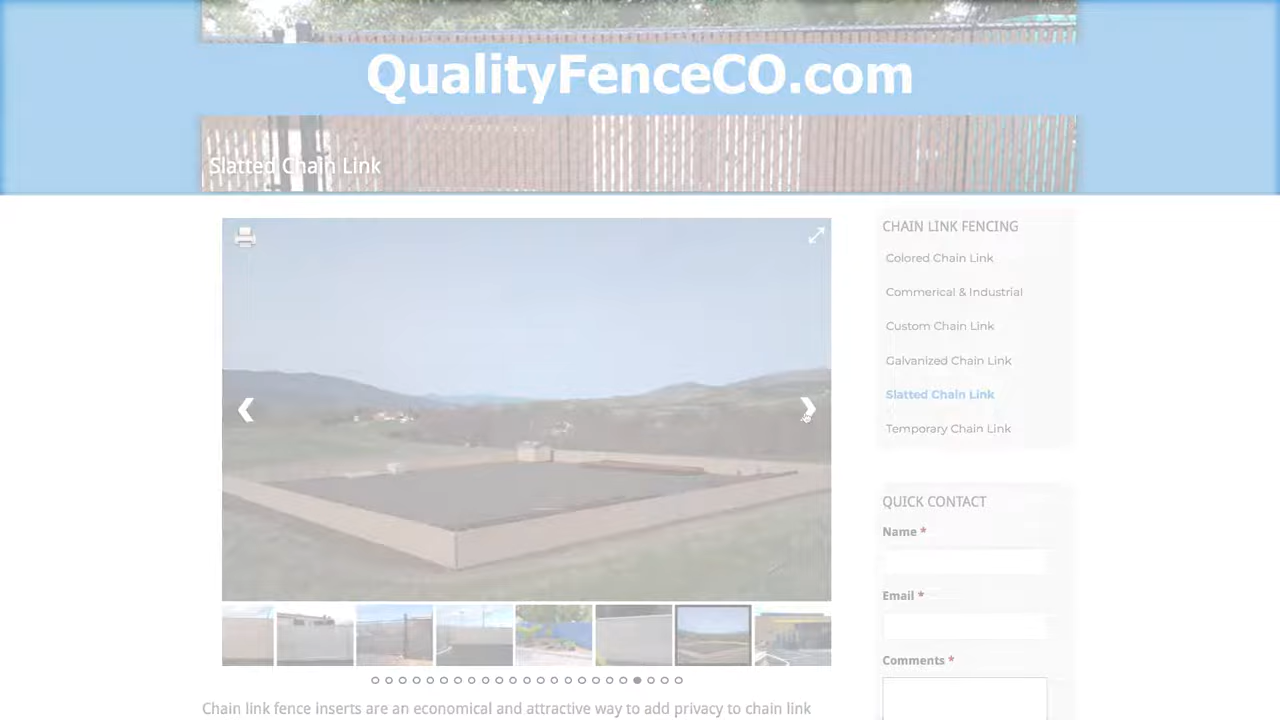 QualityFenceCO.com
Slatted Chain Link
CHAIN LINK FENCING
Colored Chain Link
Commerical & Industrial
Custom Chain Link
Galvanized Chain Link
Slatted Chain Link
Temporary Chain Link
QUICK CONTACT
Name *
Email *
Comments *
Chain link fence inserts are an economical and attractive way to add privacy to chain link